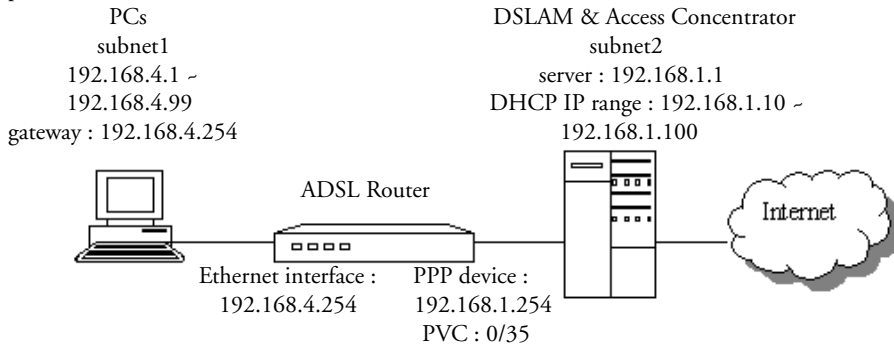 PCs
subnet1
192.168.4.1 ~
192.168.4.99
gateway : 192.168.4.254
DSLAM & Access Concentrator
subnet2
server : 192.168.1.1
DHCP IP range : 192.168.1.10 ~
192.168.1.100
ADSL Router
Internet
Ethernet interface :
192.168.4.254
PPP device :
192.168.1.254
PVC : 0/35